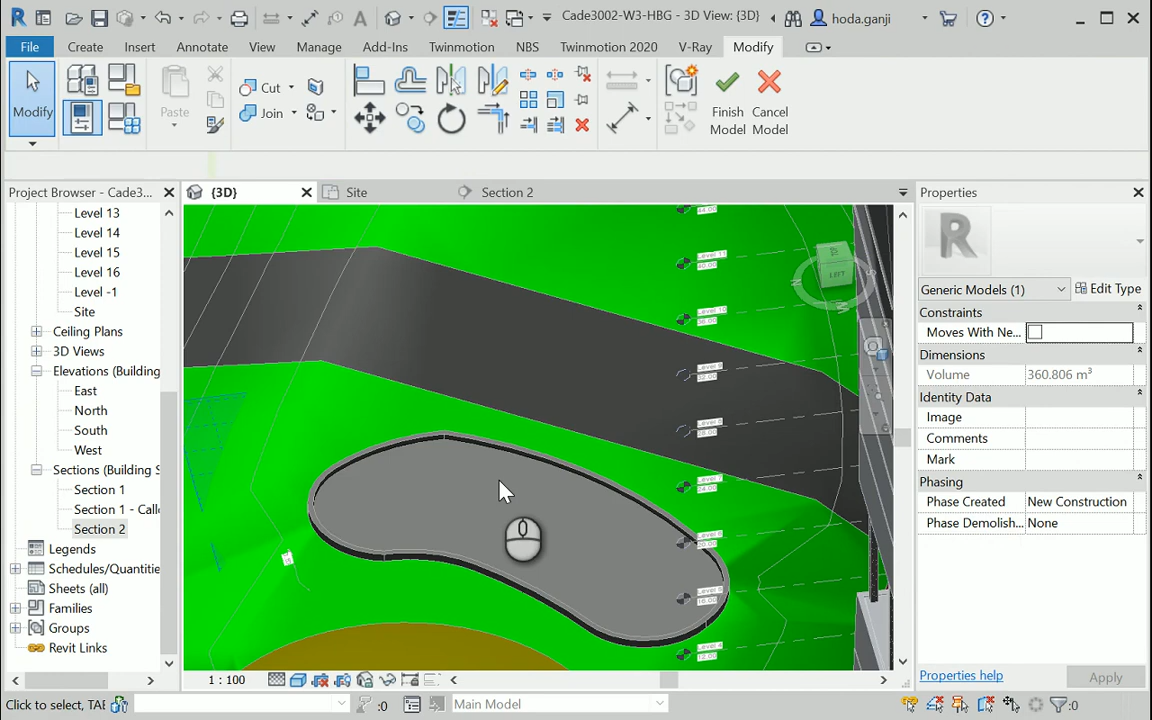 Cade3002-W3-HBG - 3D View: {3D}
hoda.ganji
File
Create
Insert
Annotate
View
Manage
Add-Ins
Twinmotion
NBS
Twinmotion 2020
V-Ray
Modify
Modify
Paste
Cut
Join
Finish
Model
Cancel
Model
Project Browser - Cade3...
{3D}
Site
Section 2
Properties
Level 13
Level 14
Level 15
Level 16
Level -1
Site
Ceiling Plans
3D Views
Elevations (Building
East
North
South
West
Sections (Building S
Section 1
Section 1 - Calle
Section 2
Legends
Schedules/Quantitie
Sheets (all)
Families
Groups
Revit Links
LEFT
Generic Models (1)
Edit Type
Constraints
Moves With Ne...
Dimensions
Volume
360.806 m³
Identity Data
Image
Comments
Mark
Phasing
Phase Created
New Construction
Phase Demolish...
None
Properties help
Apply
1 : 100
Click to select, TAE
:0
Main Model
:0